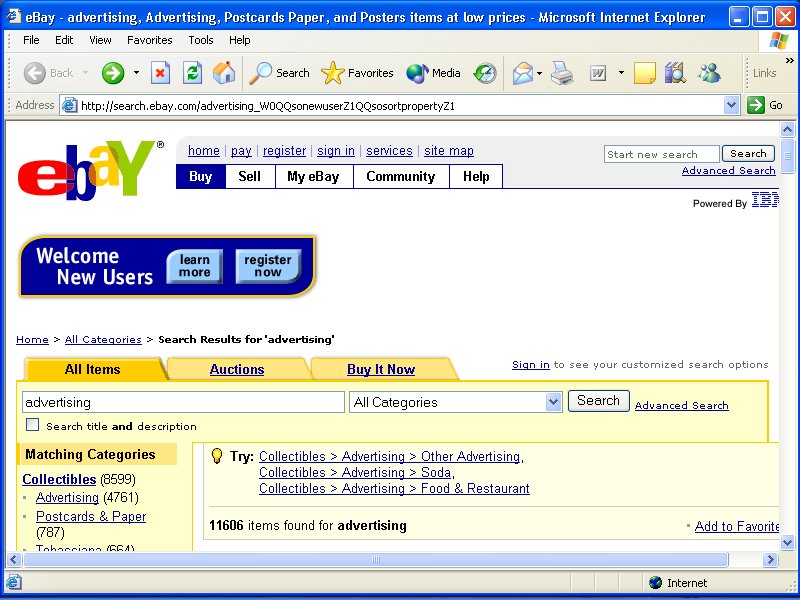 eBay - advertising, Advertising, Postcards Paper, and Posters items at low prices - Microsoft Internet Explorer
File Edit View Favorites Tools Help
Back Search Favorites Media Links
Address http://search.ebay.com/advertising_W0QQsonewuserZ1QQsosortpropertyZ1 Go
ebaY®
home | pay | register | sign in | services | site map
Start new search Search
Buy Sell My eBay Community Help
Advanced Search
Powered By IBM
Welcome New Users
learn more
register now
Home > All Categories > Search Results for 'advertising'
All Items Auctions Buy It Now
Sign in to see your customized search options
advertising All Categories Search Advanced Search
Search title and description
Matching Categories
Collectibles (8599)
Advertising (4761)
Postcards & Paper
(787)
Tobacciana (664)
Try: Collectibles > Advertising > Other Advertising,
Collectibles > Advertising > Soda,
Collectibles > Advertising > Food & Restaurant
11606 items found for advertising
Add to Favorite
Internet